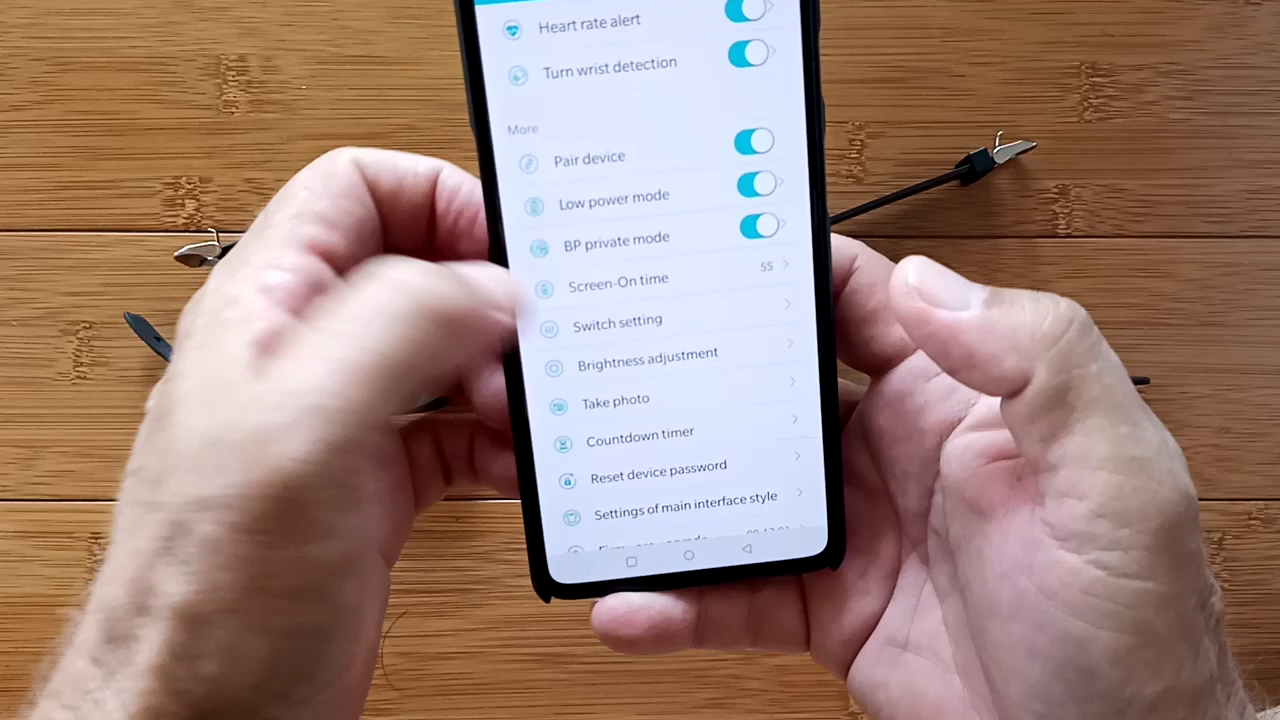 Heart rate alert
Turn wrist detection
More
Pair device
Low power mode
BP private mode
Screen-On time 5S
Switch setting
Brightness adjustment
Take photo
Countdown timer
Reset device password
Settings of main interface style